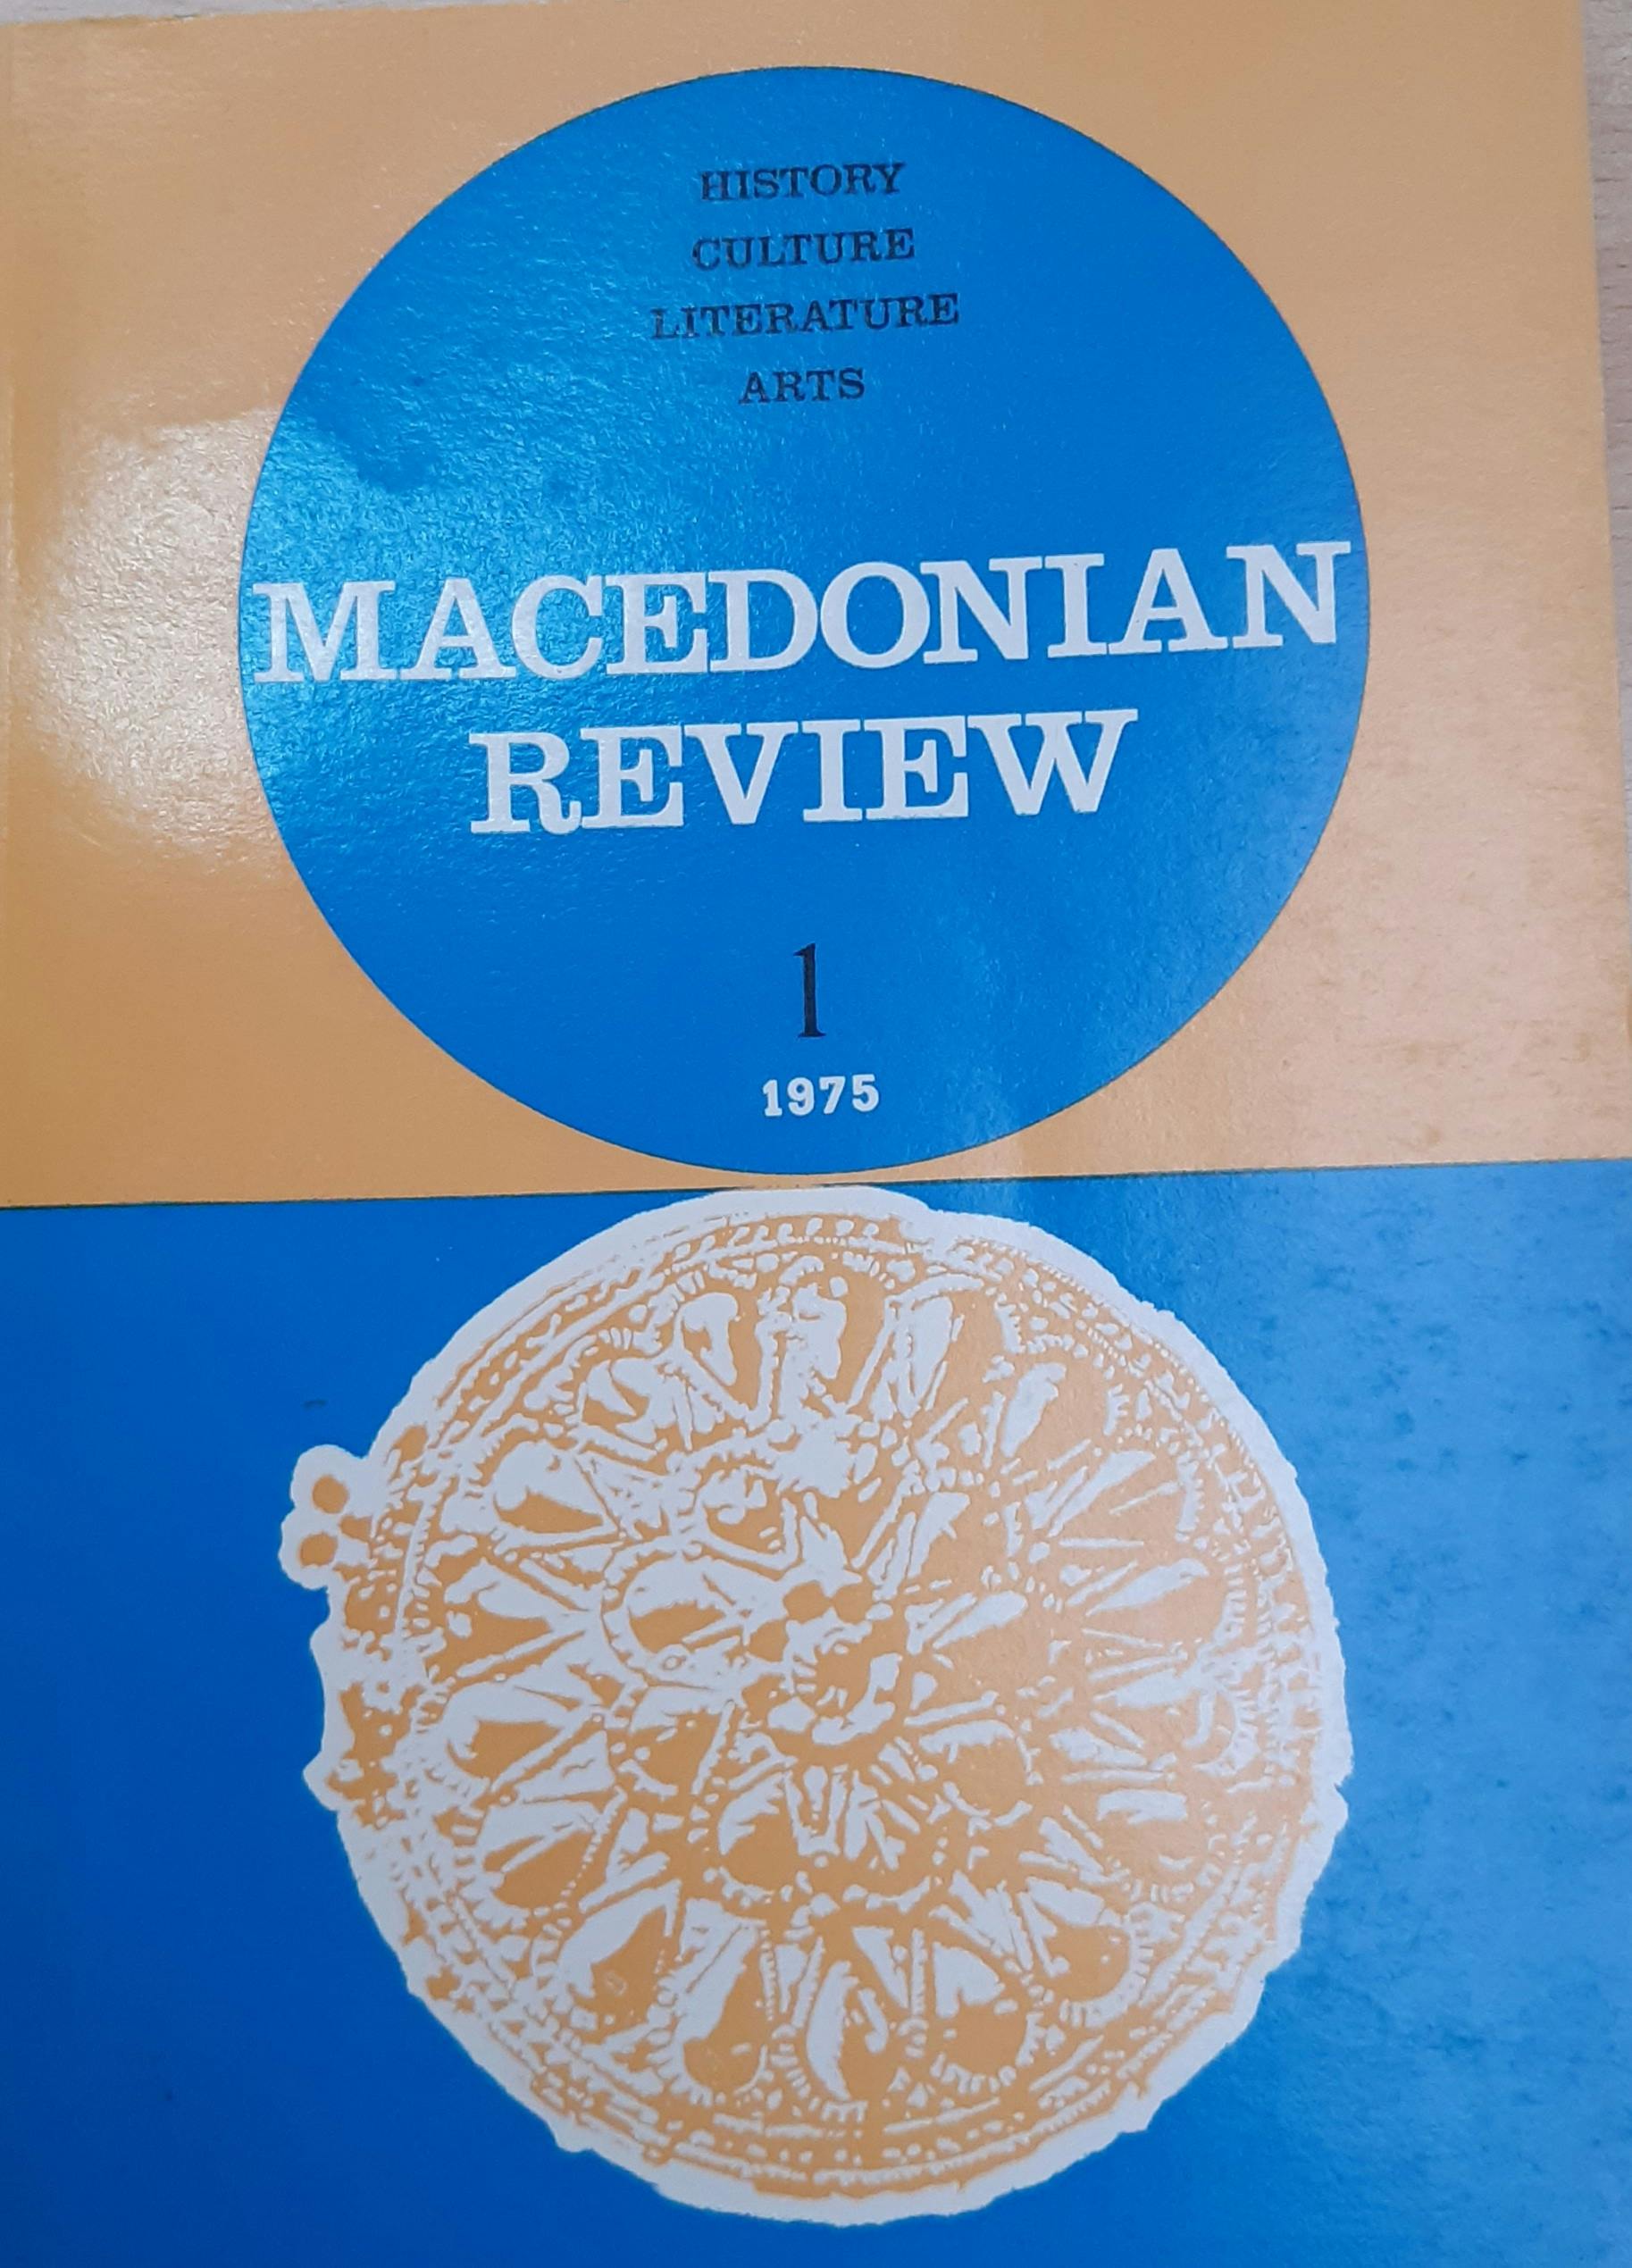 HISTORY
CULTURE
LITERATURE
ARTS
MACEDONIAN
REVIEW
1
1975